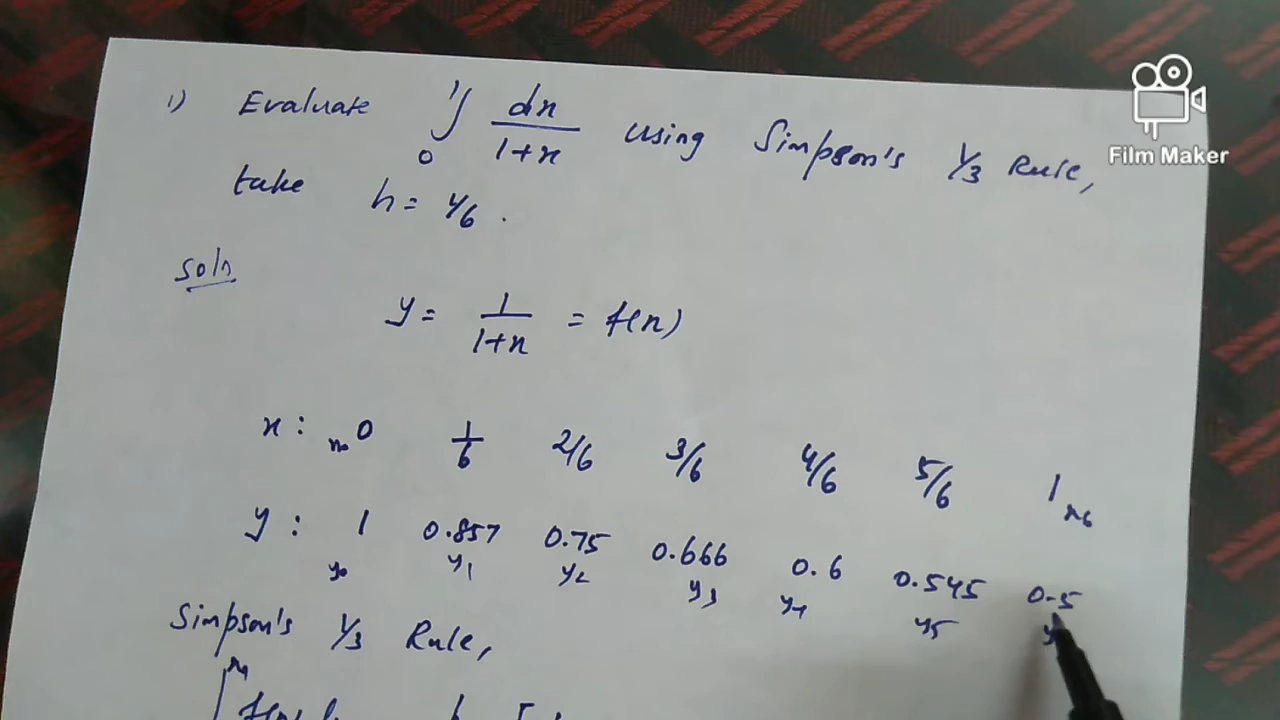 Film Maker
1) Evaluate ₀∫¹ dx/1+x using Simpson's 1/3 Rule,
take h = 1/6 .
Soln
y = 1/1+x = f(x)
x : x₀ 0 1/6 2/6 3/6 4/6 5/6 1 x₆
y : 1 0.857 0.75 0.666 0.6 0.545 0.5
y₀ y₁ y₂ y₃ y₄ y₅
Simpson's 1/3 Rule,